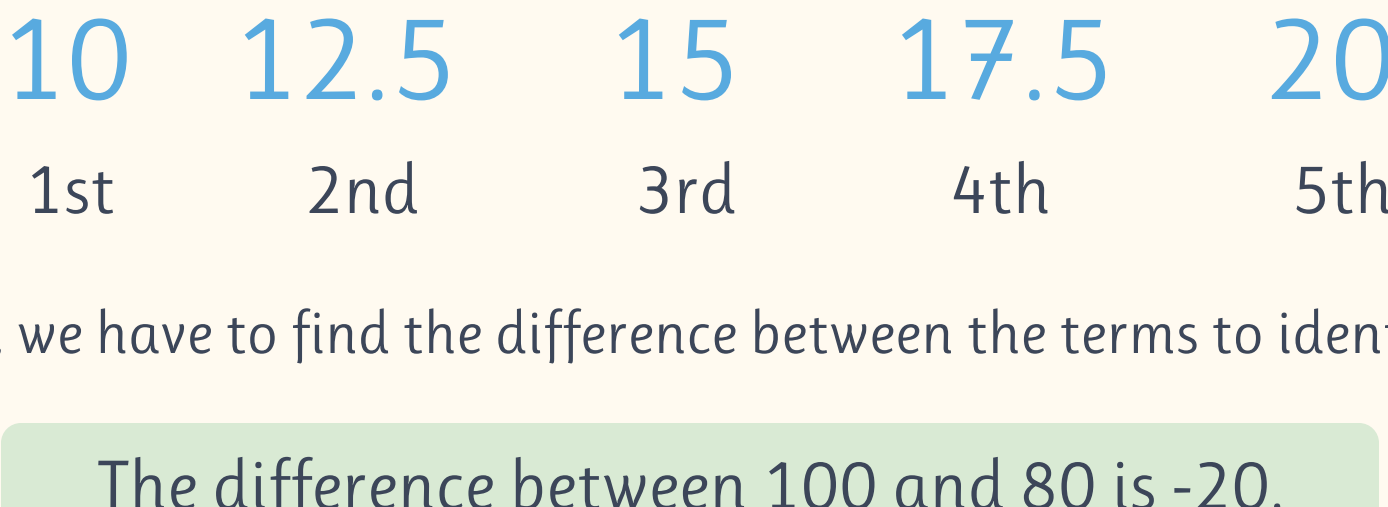 10 12.5 15 17.5 20
1st 2nd 3rd 4th 5th
we have to find the difference between the terms to
The difference between 100 and 80 is -20.